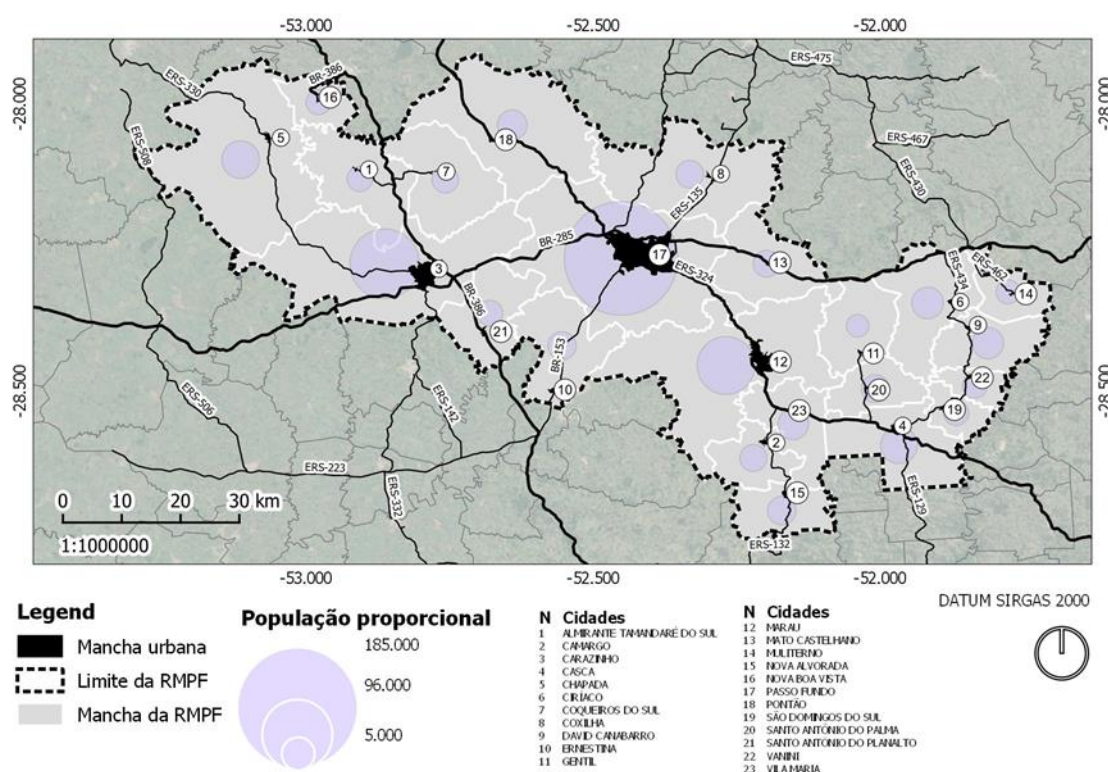 -53.000
-52.500
-52.000
-28.000
-28.000
-28.500
-28.500
ERS-475
BR-386
ERS-330
16
ERS-508
5
18
ERS-467
1
7
8
ERS-430
ERS-135
BR-285
17
ERS-324
13
3
ERS-434
ERS-462
14
6
BR-386
21
9
BR-153
11
12
22
10
20
ERS-506
ERS-142
23
19
4
2
ERS-223
15
ERS-332
ERS-129
ERS-132
0 10 20 30 km
1:1000000
-53.000
-52.500
-52.000
DATUM SIRGAS 2000
Legend
Mancha urbana
Limite da RMPF
Mancha da RMPF
População proporcional
185.000
96.000
5.000
N Cidades
1 ALMIRANTE TAMANDARÉ DO SUL
2 CAMARGO
3 CARAZINHO
4 CASCA
5 CHAPADA
6 CIRÍACO
7 COQUEIROS DO SUL
8 COXILHA
9 DAVID CANABARRO
10 ERNESTINA
11 GENTIL
N Cidades
12 MARAU
13 MATO CASTELHANO
14 MULITERNO
15 NOVA ALVORADA
16 NOVA BOA VISTA
17 PASSO FUNDO
18 PONTÃO
19 SÃO DOMINGOS DO SUL
20 SANTO ANTONIO DO PALMA
21 SANTO ANTONIO DO PLANALTO
22 VANINI
23 VILA MARIA